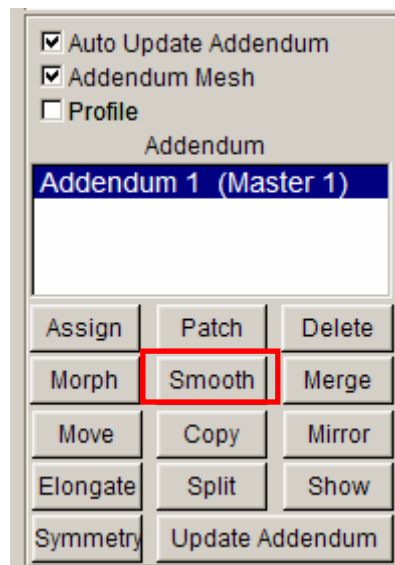 Auto Update Addendum
Addendum Mesh
Profile
Addendum
Addendum 1 (Master 1)
Assign Patch Delete
Morph Smooth Merge
Move Copy Mirror
Elongate Split Show
Symmetry Update Addendum